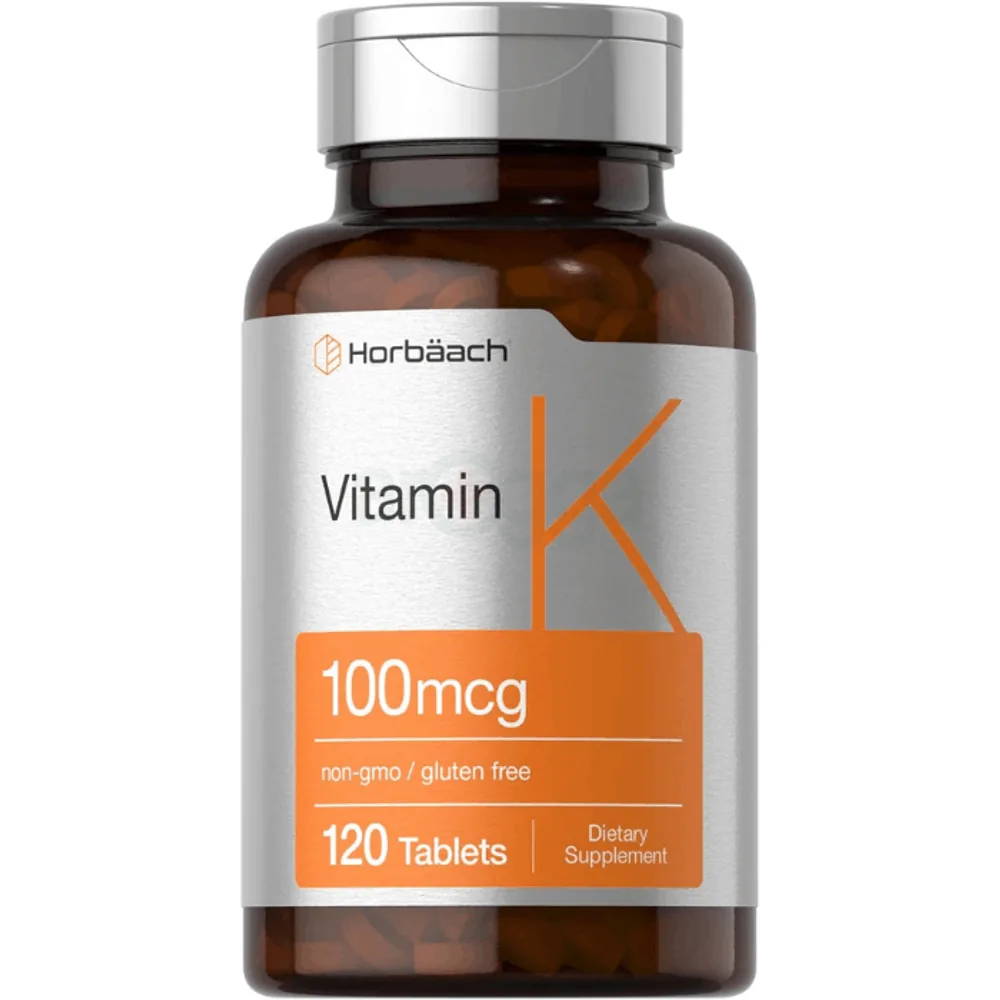 Horbäach
Vitamin K
100mcg
non-gmo / gluten free
120 Tablets
Dietary
Supplement